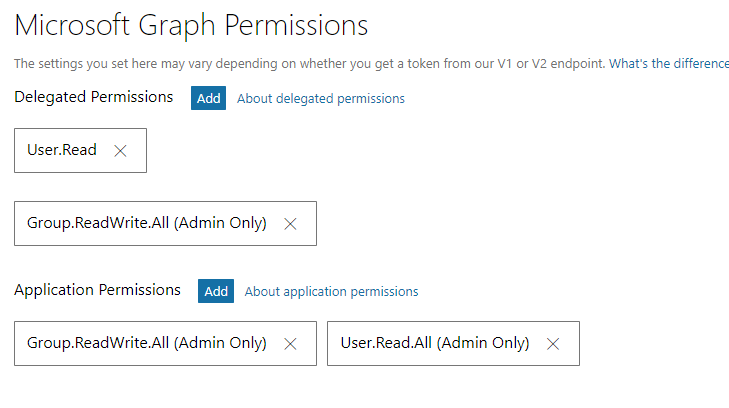 Microsoft Graph Permissions
The settings you set here may vary depending on whether you get a token from our V1 or V2 endpoint. What's the difference
Delegated Permissions Add About delegated permissions
User.Read
Group.ReadWrite.All (Admin Only)
Application Permissions Add About application permissions
Group.ReadWrite.All (Admin Only) User.Read.All (Admin Only)